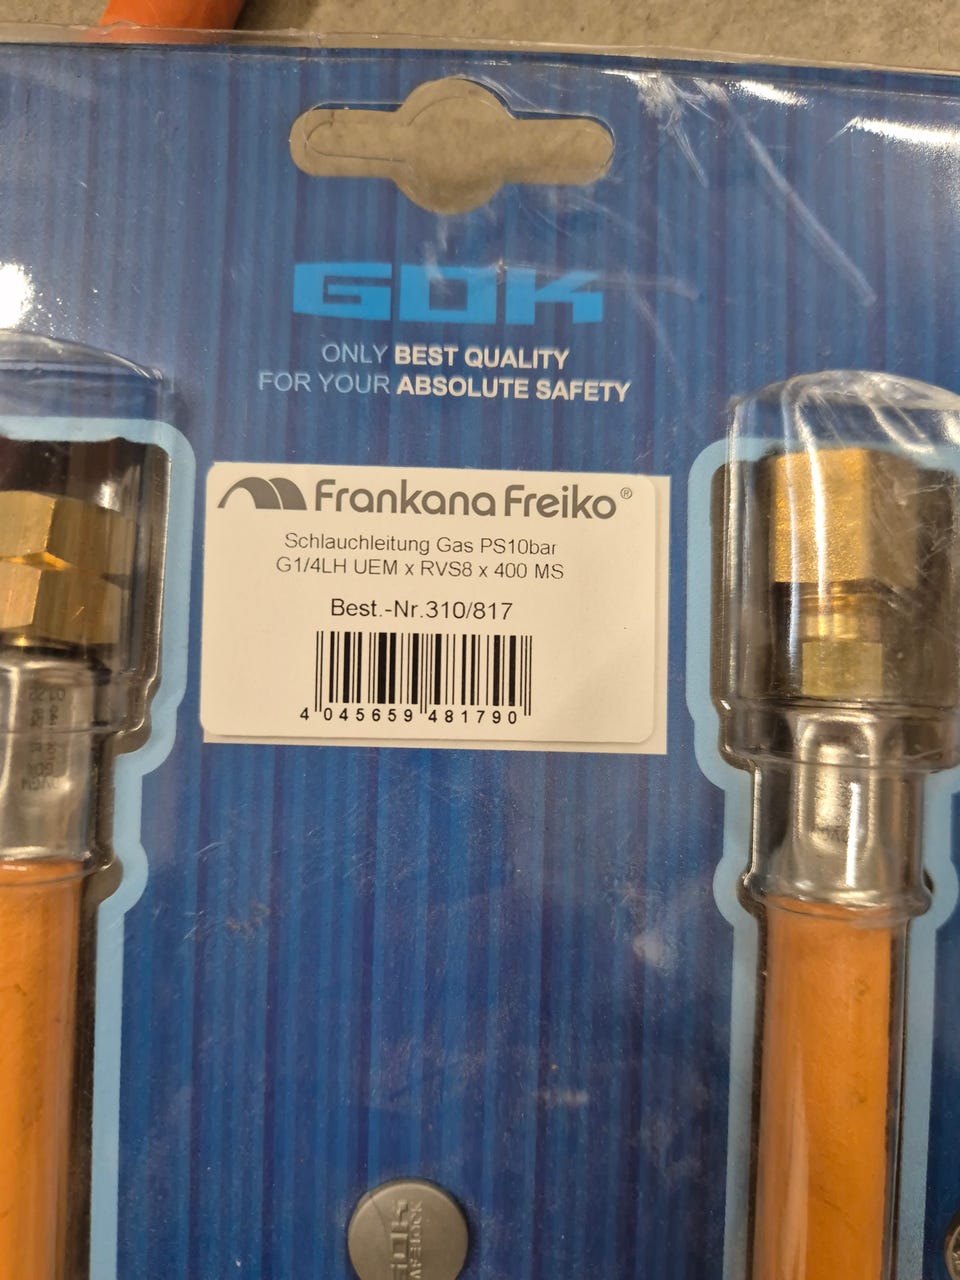 GOK
ONLY BEST QUALITY
FOR YOUR ABSOLUTE SAFETY
Frankana Freiko®
Schlauchleitung Gas PS10bar
G1/4LH UEM x RVS8 x 400 MS
Best.-Nr.310/817
4 045659 481790
GOK